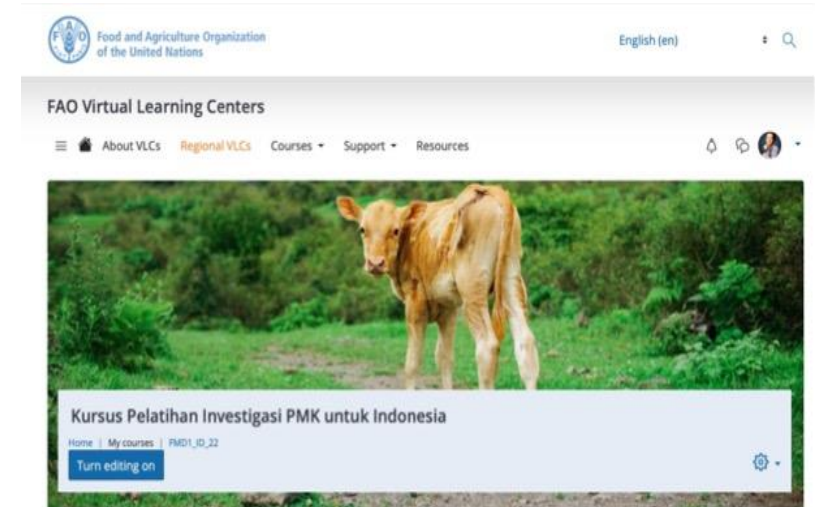 FAO
Food and Agriculture Organization
of the United Nations
English (en)
FAO Virtual Learning Centers
About VLCs Regional VLCs Courses Support Resources
Kursus Pelatihan Investigasi PMK untuk Indonesia
Home | My courses | FMD1_ID_22
Turn editing on